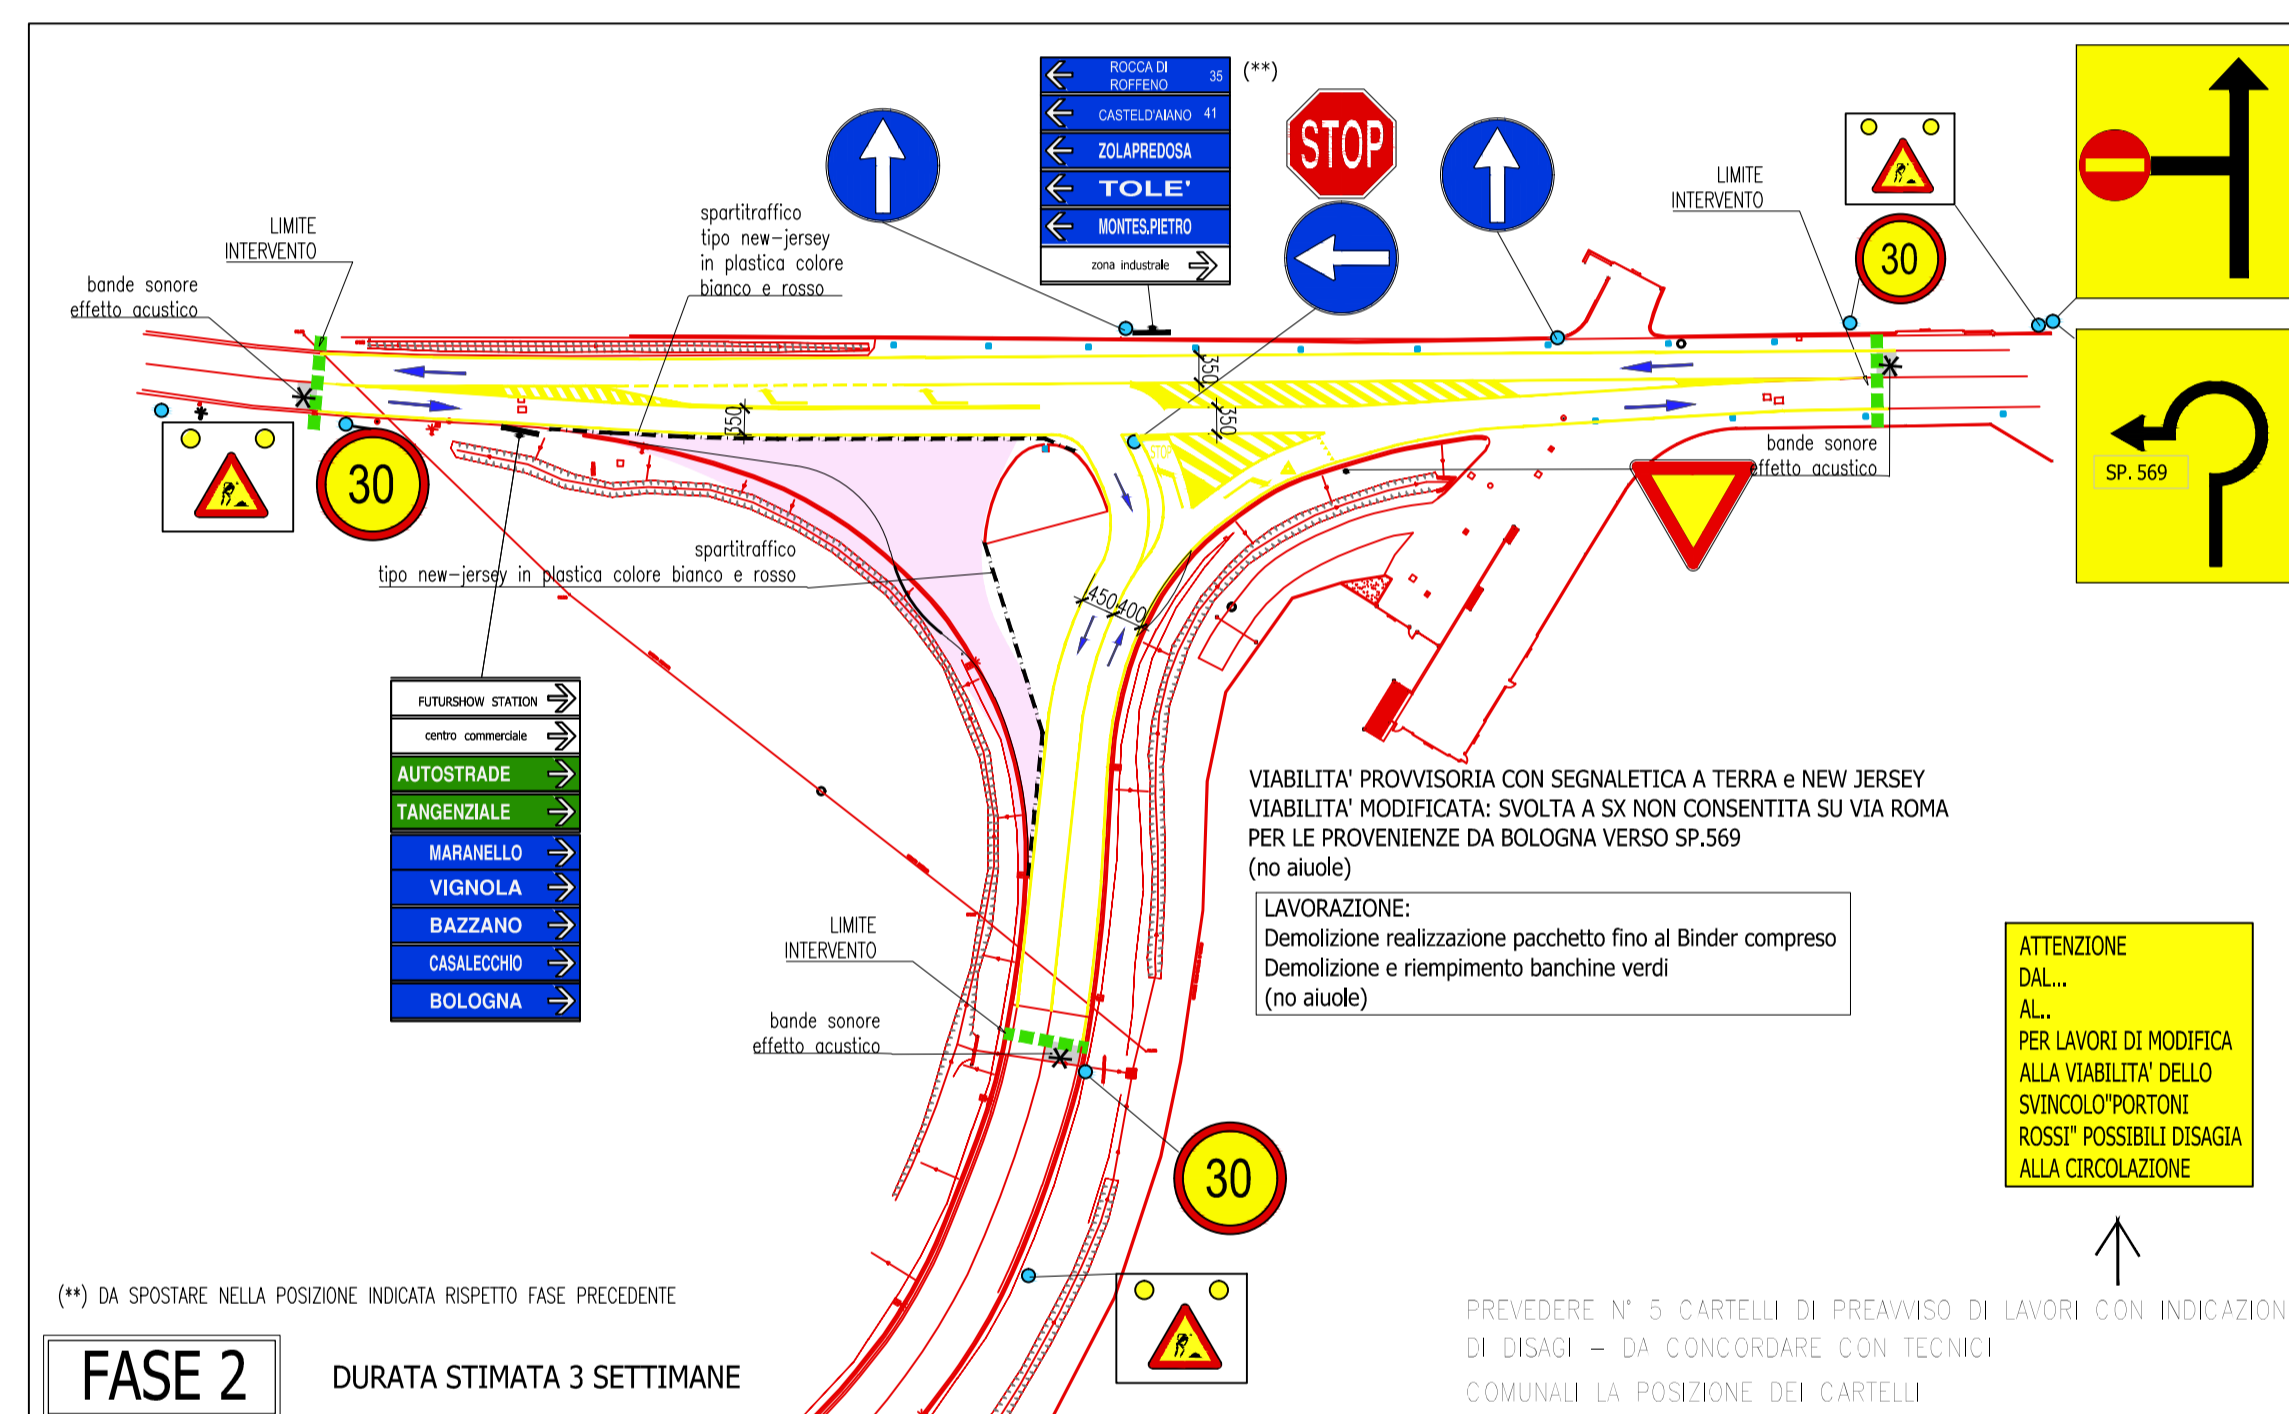 ROCCA DI
ROFFENO 35
(**)
CASTELD'AIANO 41
ZOLAPREDOSA
TOLE'
MONTES.PIETRO
zona industrale
STOP
LIMITE
INTERVENTO
30
LIMITE
INTERVENTO
spartitraffico
tipo new-jersey
in plastica colore
bianco e rosso
bande sonore
effetto acustico
350
350
350
STOP
bande sonore
effetto acustico
SP. 569
30
spartitraffico
tipo new-jersey in plastica colore bianco e rosso
450
400
FUTURSHOW STATION
centro commerciale
AUTOSTRADE
TANGENZIALE
MARANELLO
VIGNOLA
BAZZANO
CASALECCHIO
BOLOGNA
VIABILITA' PROVVISORIA CON SEGNALETICA A TERRA e NEW JERSEY
VIABILITA' MODIFICATA: SVOLTA A SX NON CONSENTITA SU VIA ROMA
PER LE PROVENIENZE DA BOLOGNA VERSO SP.569
(no aiuole)
LAVORAZIONE:
Demolizione realizzazione pacchetto fino al Binder compreso
Demolizione e riempimento banchine verdi
(no aiuole)
LIMITE
INTERVENTO
bande sonore
effetto acustico
30
ATTENZIONE
DAL...
AL..
PER LAVORI DI MODIFICA
ALLA VIABILITA' DELLO
SVINCOLO"PORTONI
ROSSI" POSSIBILI DISAGIA
ALLA CIRCOLAZIONE
(**) DA SPOSTARE NELLA POSIZIONE INDICATA RISPETTO FASE PRECEDENTE
FASE 2
DURATA STIMATA 3 SETTIMANE
PREVEDERE N° 5 CARTELLI DI PREAVVISO DI LAVORI CON INDICAZION
DI DISAGI – DA CONCORDARE CON TECNICI
COMUNALI LA POSIZIONE DEI CARTELLI